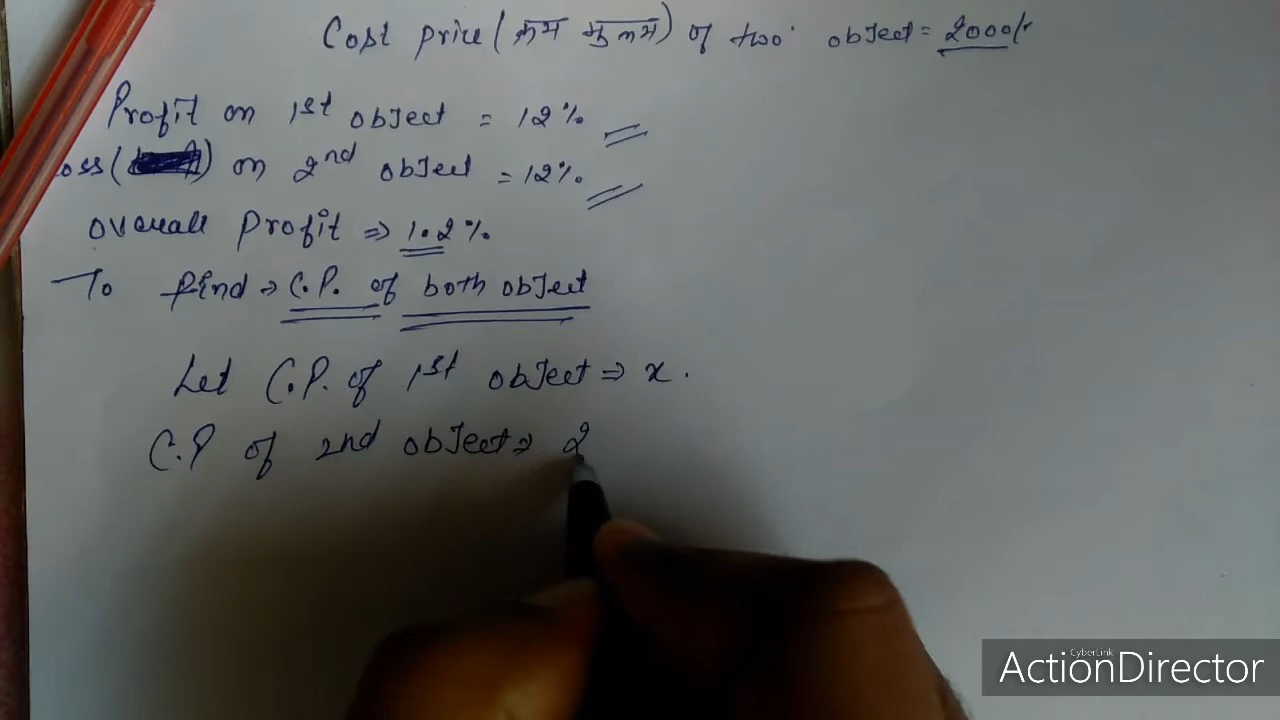 Cost price (क्रय मुल्य) of two object = 2000/-
Profit on 1st object = 12%
oss ( ) on 2nd object = 12%.
overall profit ⇒ 1.2%.
To find ⇒ C.P. of both object
Let C.P. of 1st object ⇒ x.
C.P of 2nd object ⇒ 2
CyberLink
ActionDirector